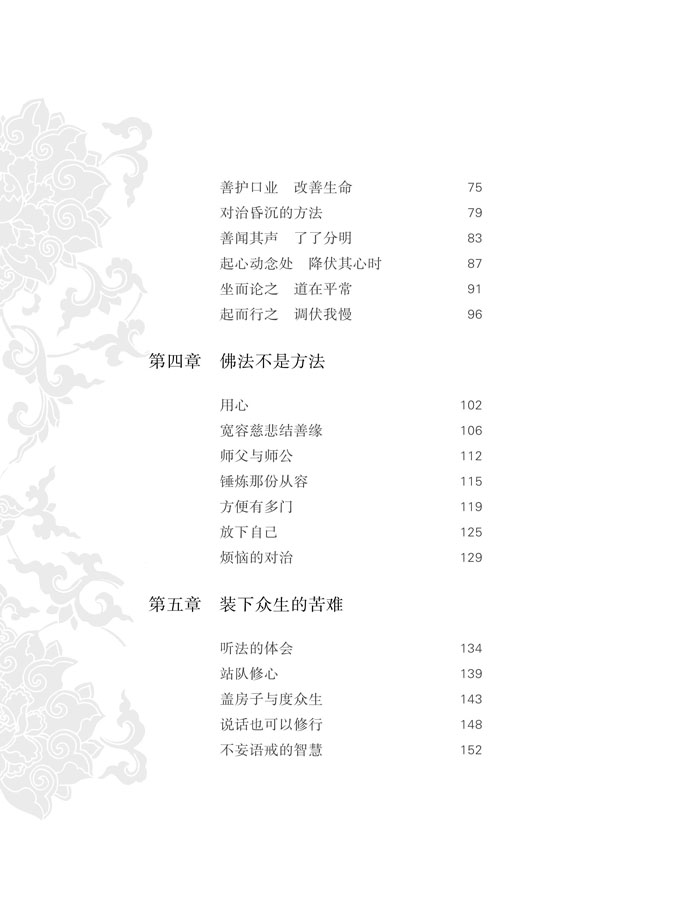 善护口业　改善生命 75
对治昏沉的方法 79
善闻其声　了了分明 83
起心动念处　降伏其心时 87
坐而论之　道在平常 91
起而行之　调伏我慢 96
第四章　佛法不是方法
用心 102
宽容慈悲结善缘 106
师父与师公 112
锤炼那份从容 115
方便有多门 119
放下自己 125
烦恼的对治 129
第五章　装下众生的苦难
听法的体会 134
站队修心 139
盖房子与度众生 143
说话也可以修行 148
不妄语戒的智慧 152